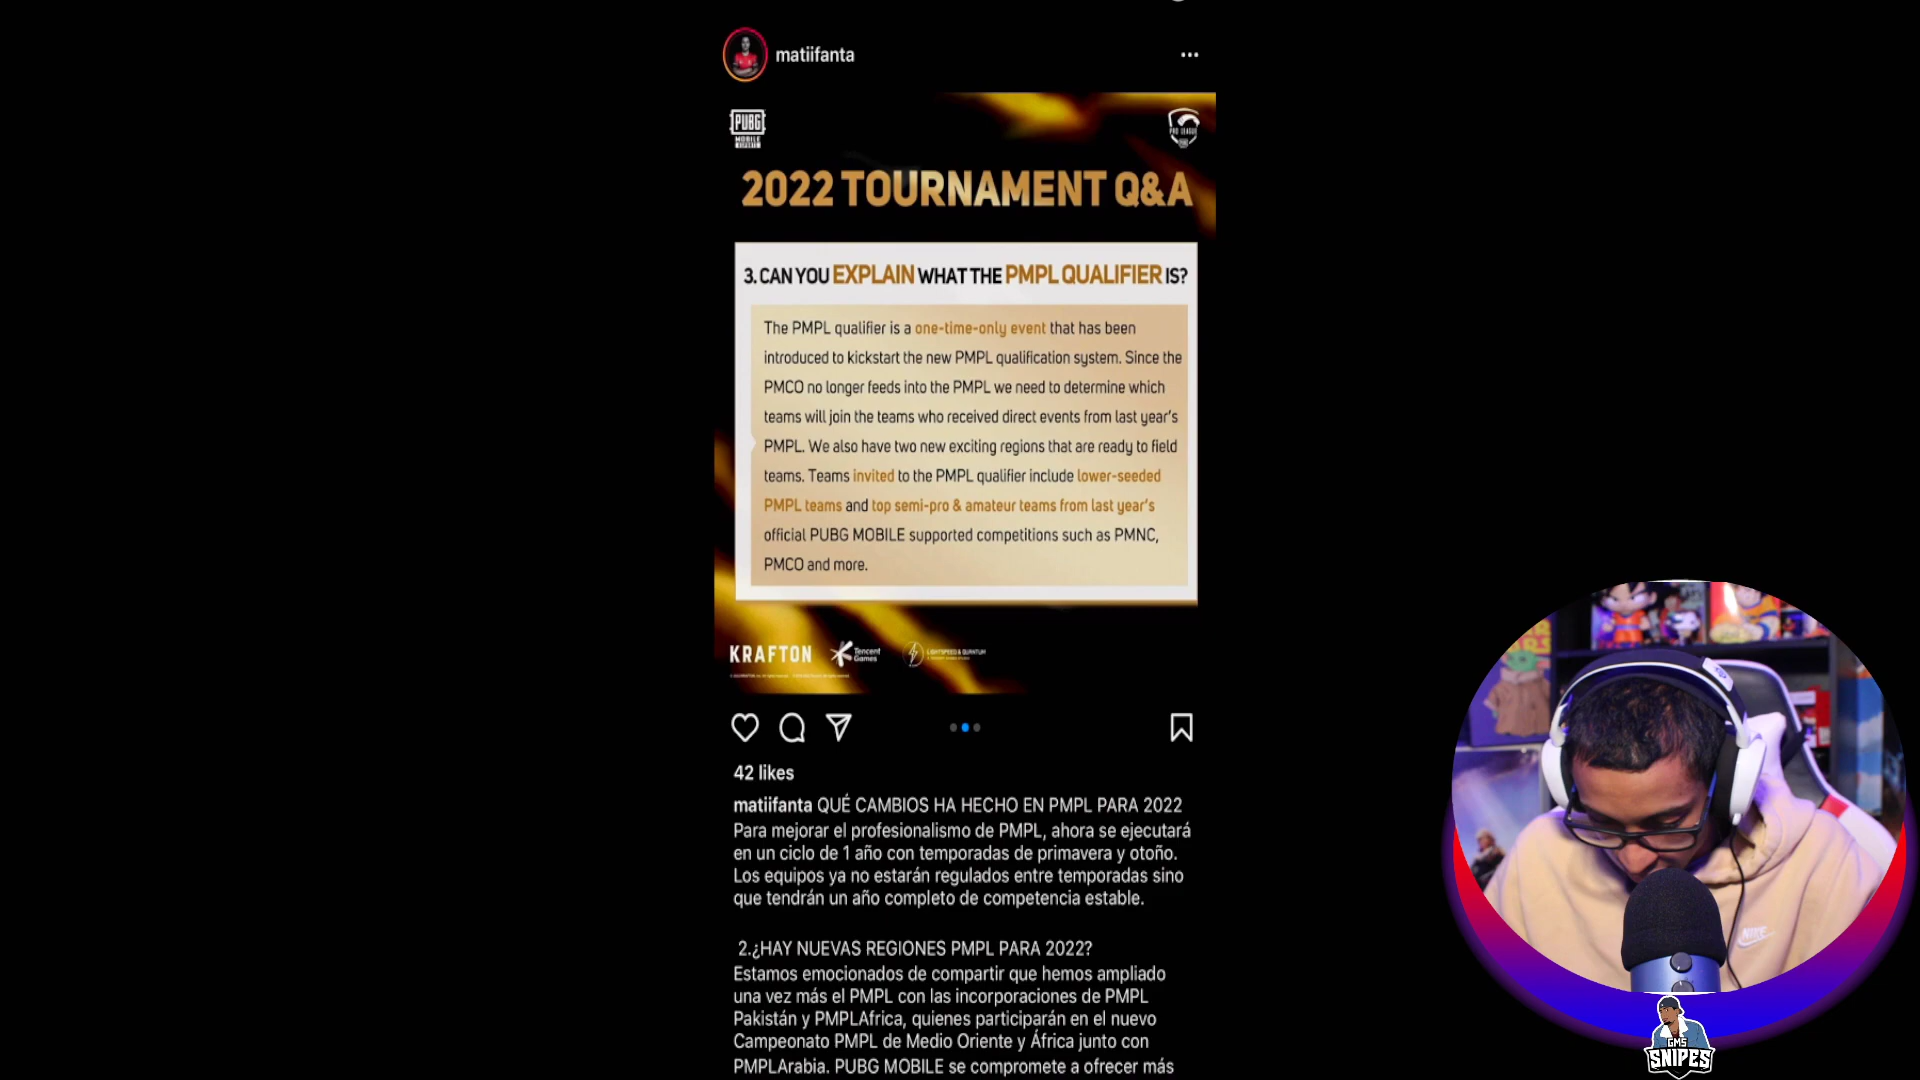 matiifanta
PUBG
MOBILE
ESPORTS
PRO LEAGUE
2022 TOURNAMENT Q&A
3. CAN YOU EXPLAIN WHAT THE PMPL QUALIFIER IS?
The PMPL qualifier is a one-time-only event that has been
introduced to kickstart the new PMPL qualification system. Since the
PMCO no longer feeds into the PMPL we need to determine which
teams will join the teams who received direct events from last year's
PMPL. We also have two new exciting regions that are ready to field
teams. Teams invited to the PMPL qualifier include lower-seeded
PMPL teams and top semi-pro & amateur teams from last year's
official PUBG MOBILE supported competitions such as PMNC,
PMCO and more.
KRAFTON
Tencent
Games
LIGHTSPEED & QUANTUM
42 likes
matiifanta QUÉ CAMBIOS HA HECHO EN PMPL PARA 2022
Para mejorar el profesionalismo de PMPL, ahora se ejecutará
en un ciclo de 1 año con temporadas de primavera y otoño.
Los equipos ya no estarán regulados entre temporadas sino
que tendrán un año completo de competencia estable.
2.¿HAY NUEVAS REGIONES PMPL PARA 2022?
Estamos emocionados de compartir que hemos ampliado
una vez más el PMPL con las incorporaciones de PMPL
Pakistán y PMPLAfrica, quienes participarán en el nuevo
Campeonato PMPL de Medio Oriente y África junto con
PMPLArabia. PUBG MOBILE se compromete a ofrecer más
GMS
SNIPES